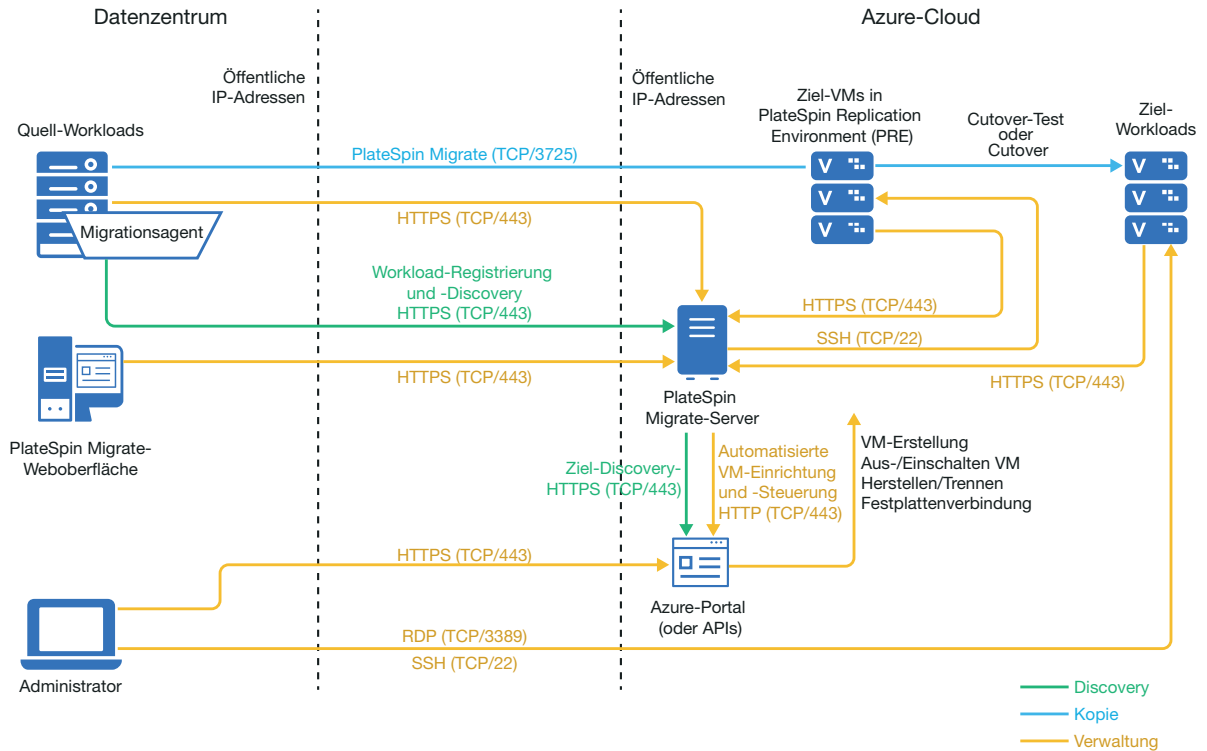 Datenzentrum
Azure-Cloud
Öffentliche
IP-Adressen
Öffentliche
IP-Adressen
Ziel-VMs in
PlateSpin Replication
Environment (PRE)
Cutover-Test
oder
Cutover
Ziel-
Workloads
Quell-Workloads
PlateSpin Migrate (TCP/3725)
V
V
V
V
V
V
HTTPS (TCP/443)
Migrationsagent
Workload-Registrierung
und -Discovery
HTTPS (TCP/443)
HTTPS (TCP/443)
SSH (TCP/22)
HTTPS (TCP/443)
HTTPS (TCP/443)
PlateSpin Migrate-
Weboberfläche
PlateSpin
Migrate-Server
Ziel-Discovery-
HTTPS (TCP/443)
Automatisierte
VM-Einrichtung
und -Steuerung
HTTP (TCP/443)
VM-Erstellung
Aus-/Einschalten VM
Herstellen/Trennen
Festplattenverbindung
HTTPS (TCP/443)
Azure-Portal
(oder APIs)
RDP (TCP/3389)
SSH (TCP/22)
Administrator
Discovery
Kopie
Verwaltung